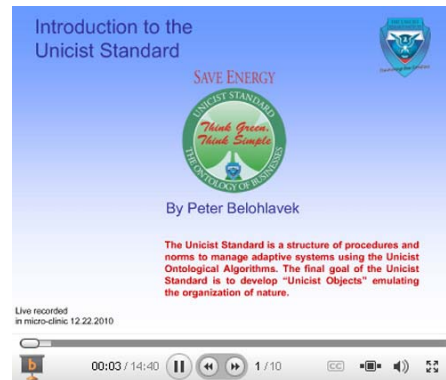 Introduction to the
Unicist Standard
SAVE ENERGY
UNICIST STANDARD
Think Green.
Think Simple
THE ONTOLOGY OF BUSINESSES
By Peter Belohlavek
The Unicist Standard is a structure of procedures and
norms to manage adaptive systems using the Unicist
Ontological Algorithms. The final goal of the Unicist
Standard is to develop “Unicist Objects” emulating
the organization of nature.
Live recorded
in micro-clinic 12.22.2010
b
00:03 / 14:40
1 / 10
CC